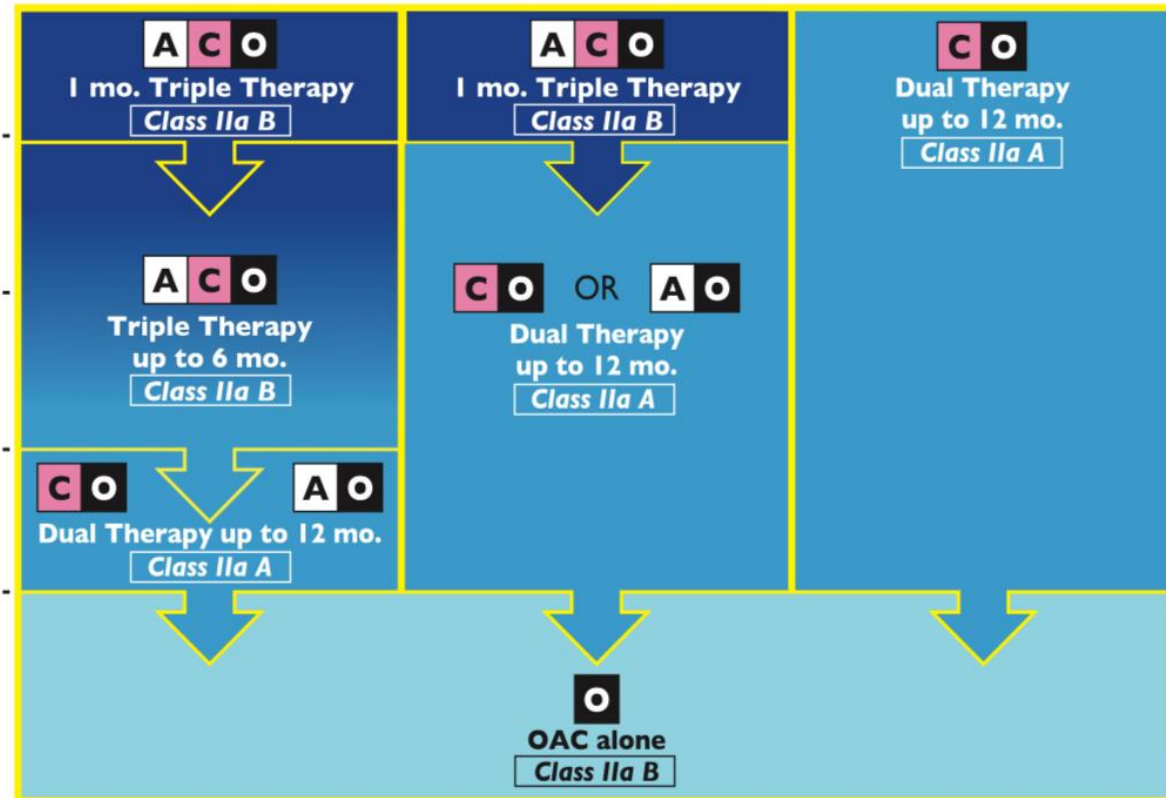 A C O
1 mo. Triple Therapy
Class IIa B
A C O
Triple Therapy
up to 6 mo.
Class IIa B
C O
A O
Dual Therapy up to 12 mo.
Class IIa A
A C O
1 mo. Triple Therapy
Class IIa B
C O OR A O
Dual Therapy
up to 12 mo.
Class IIa A
C O
Dual Therapy
up to 12 mo.
Class IIa A
O
OAC alone
Class IIa B